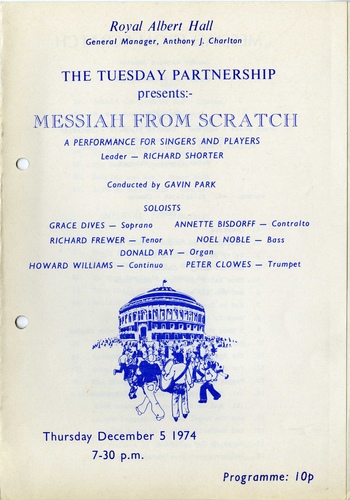 Royal Albert Hall
General Manager, Anthony J. Charlton
THE TUESDAY PARTNERSHIP
presents:-
MESSIAH FROM SCRATCH
A PERFORMANCE FOR SINGERS AND PLAYERS
Leader — RICHARD SHORTER
Conducted by GAVIN PARK
SOLOISTS
GRACE DIVES — Soprano ANNETTE BISDORFF — Contralto
RICHARD FREWER — Tenor NOEL NOBLE — Bass
DONALD RAY — Organ
HOWARD WILLIAMS — Continuo PETER CLOWES — Trumpet
Thursday December 5 1974
7-30 p.m.
Programme: 10p